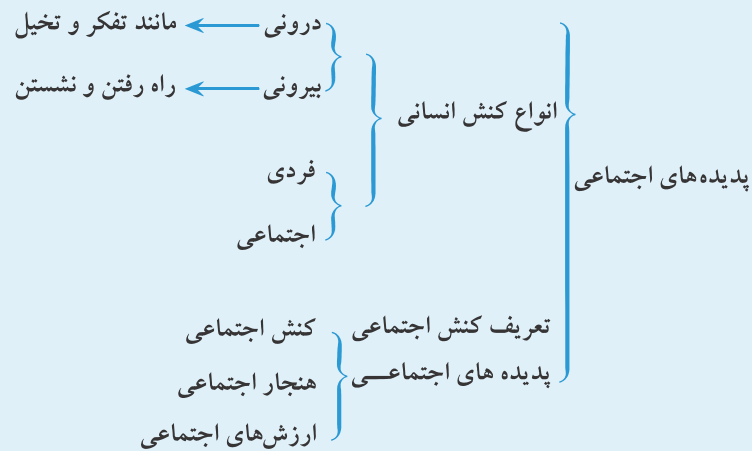 پدیده‌های اجتماعی
انواع کنش انسانی
درونی
مانند تفکر و تخیل
بیرونی
راه رفتن و نشستن
فردی
اجتماعی
تعریف کنش اجتماعی
پدیده های اجتماعـی
کنش اجتماعی
هنجار اجتماعی
ارزش‌های اجتماعی